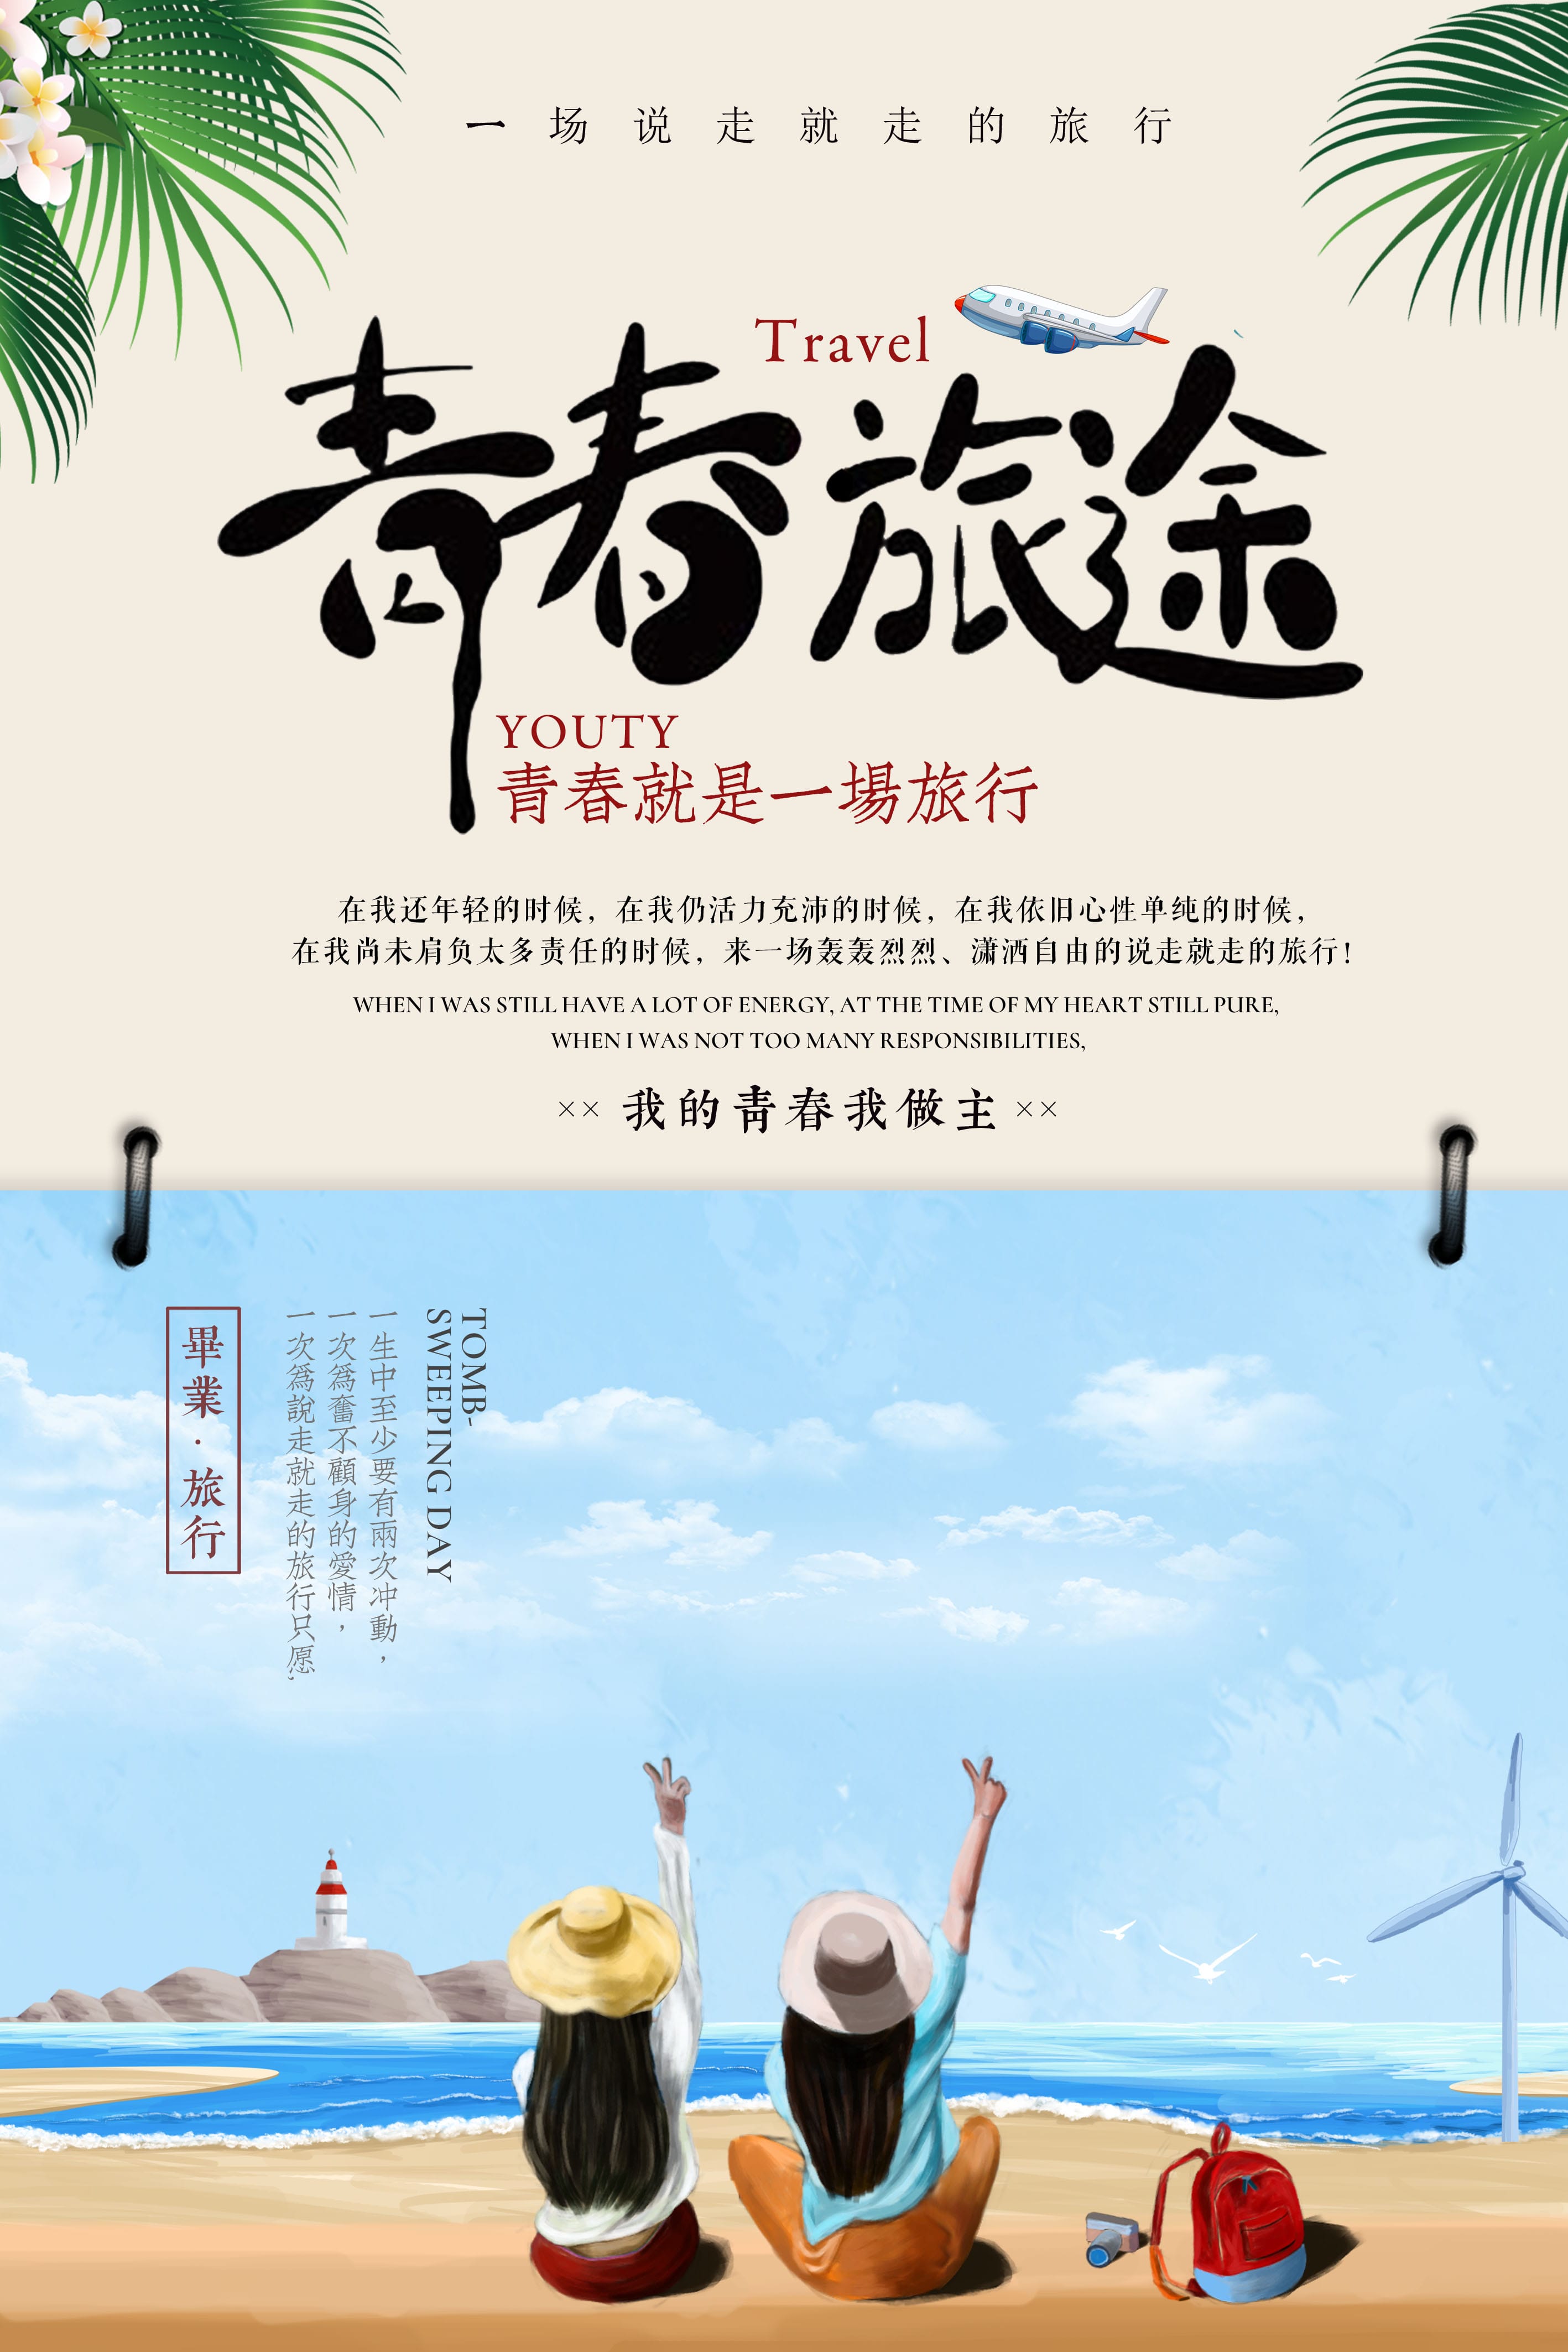 一场说走就走的旅行
Travel
青春旅途
YOUTY
青春就是一場旅行
在我还年轻的时候，在我仍活力充沛的时候，在我依旧心性单纯的时候，
在我尚未肩负太多责任的时候，来一场轰轰烈烈、潇洒自由的说走就走的旅行！
WHEN I WAS STILL HAVE A LOT OF ENERGY, AT THE TIME OF MY HEART STILL PURE,
WHEN I WAS NOT TOO MANY RESPONSIBILITIES,
×× 我的青春我做主 ××
TOMB-
SWEEPING DAY
一生中至少要有兩次冲動，
一次爲奮不顧身的愛情，
一次爲說走就走的旅行只愿,
畢業·旅行